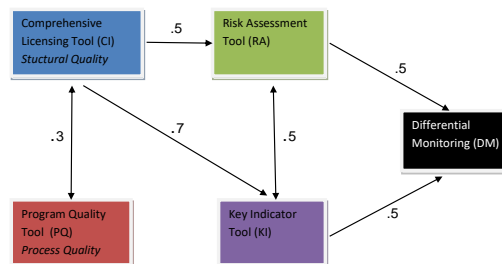 Comprehensive
Licensing Tool (CI)
Stuctural Quality
.5
Risk Assessment
Tool (RA)
.5
.3
.7
.5
Differential
Monitoring (DM)
Program Quality
Tool (PQ)
Process Quality
Key Indicator
Tool (KI)
.5